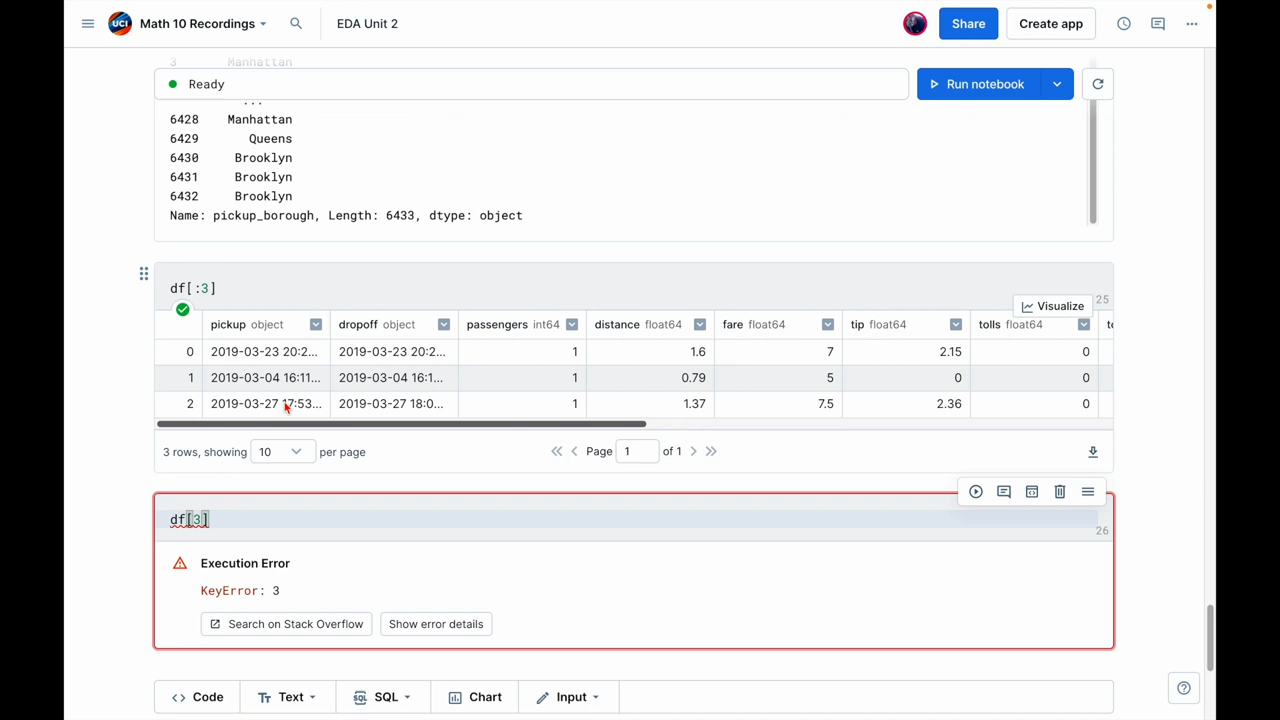 UCI Math 10 Recordings EDA Unit 2 Share Create app
3 Manhattan
Ready Run notebook
...
6428 Manhattan
6429 Queens
6430 Brooklyn
6431 Brooklyn
6432 Brooklyn
Name: pickup_borough, Length: 6433, dtype: object
df[:3]
Visualize 25
pickup object dropoff object passengers int64 distance float64 fare float64 tip float64 tolls float64 to
0 2019-03-23 20:2... 2019-03-23 20:2... 1 1.6 7 2.15 0
1 2019-03-04 16:11... 2019-03-04 16:1... 1 0.79 5 0 0
2 2019-03-27 17:53... 2019-03-27 18:0... 1 1.37 7.5 2.36 0
3 rows, showing 10 per page Page 1 of 1
df[3]
26
Execution Error
KeyError: 3
Search on Stack Overflow Show error details
Code Text SQL SQL Chart Input